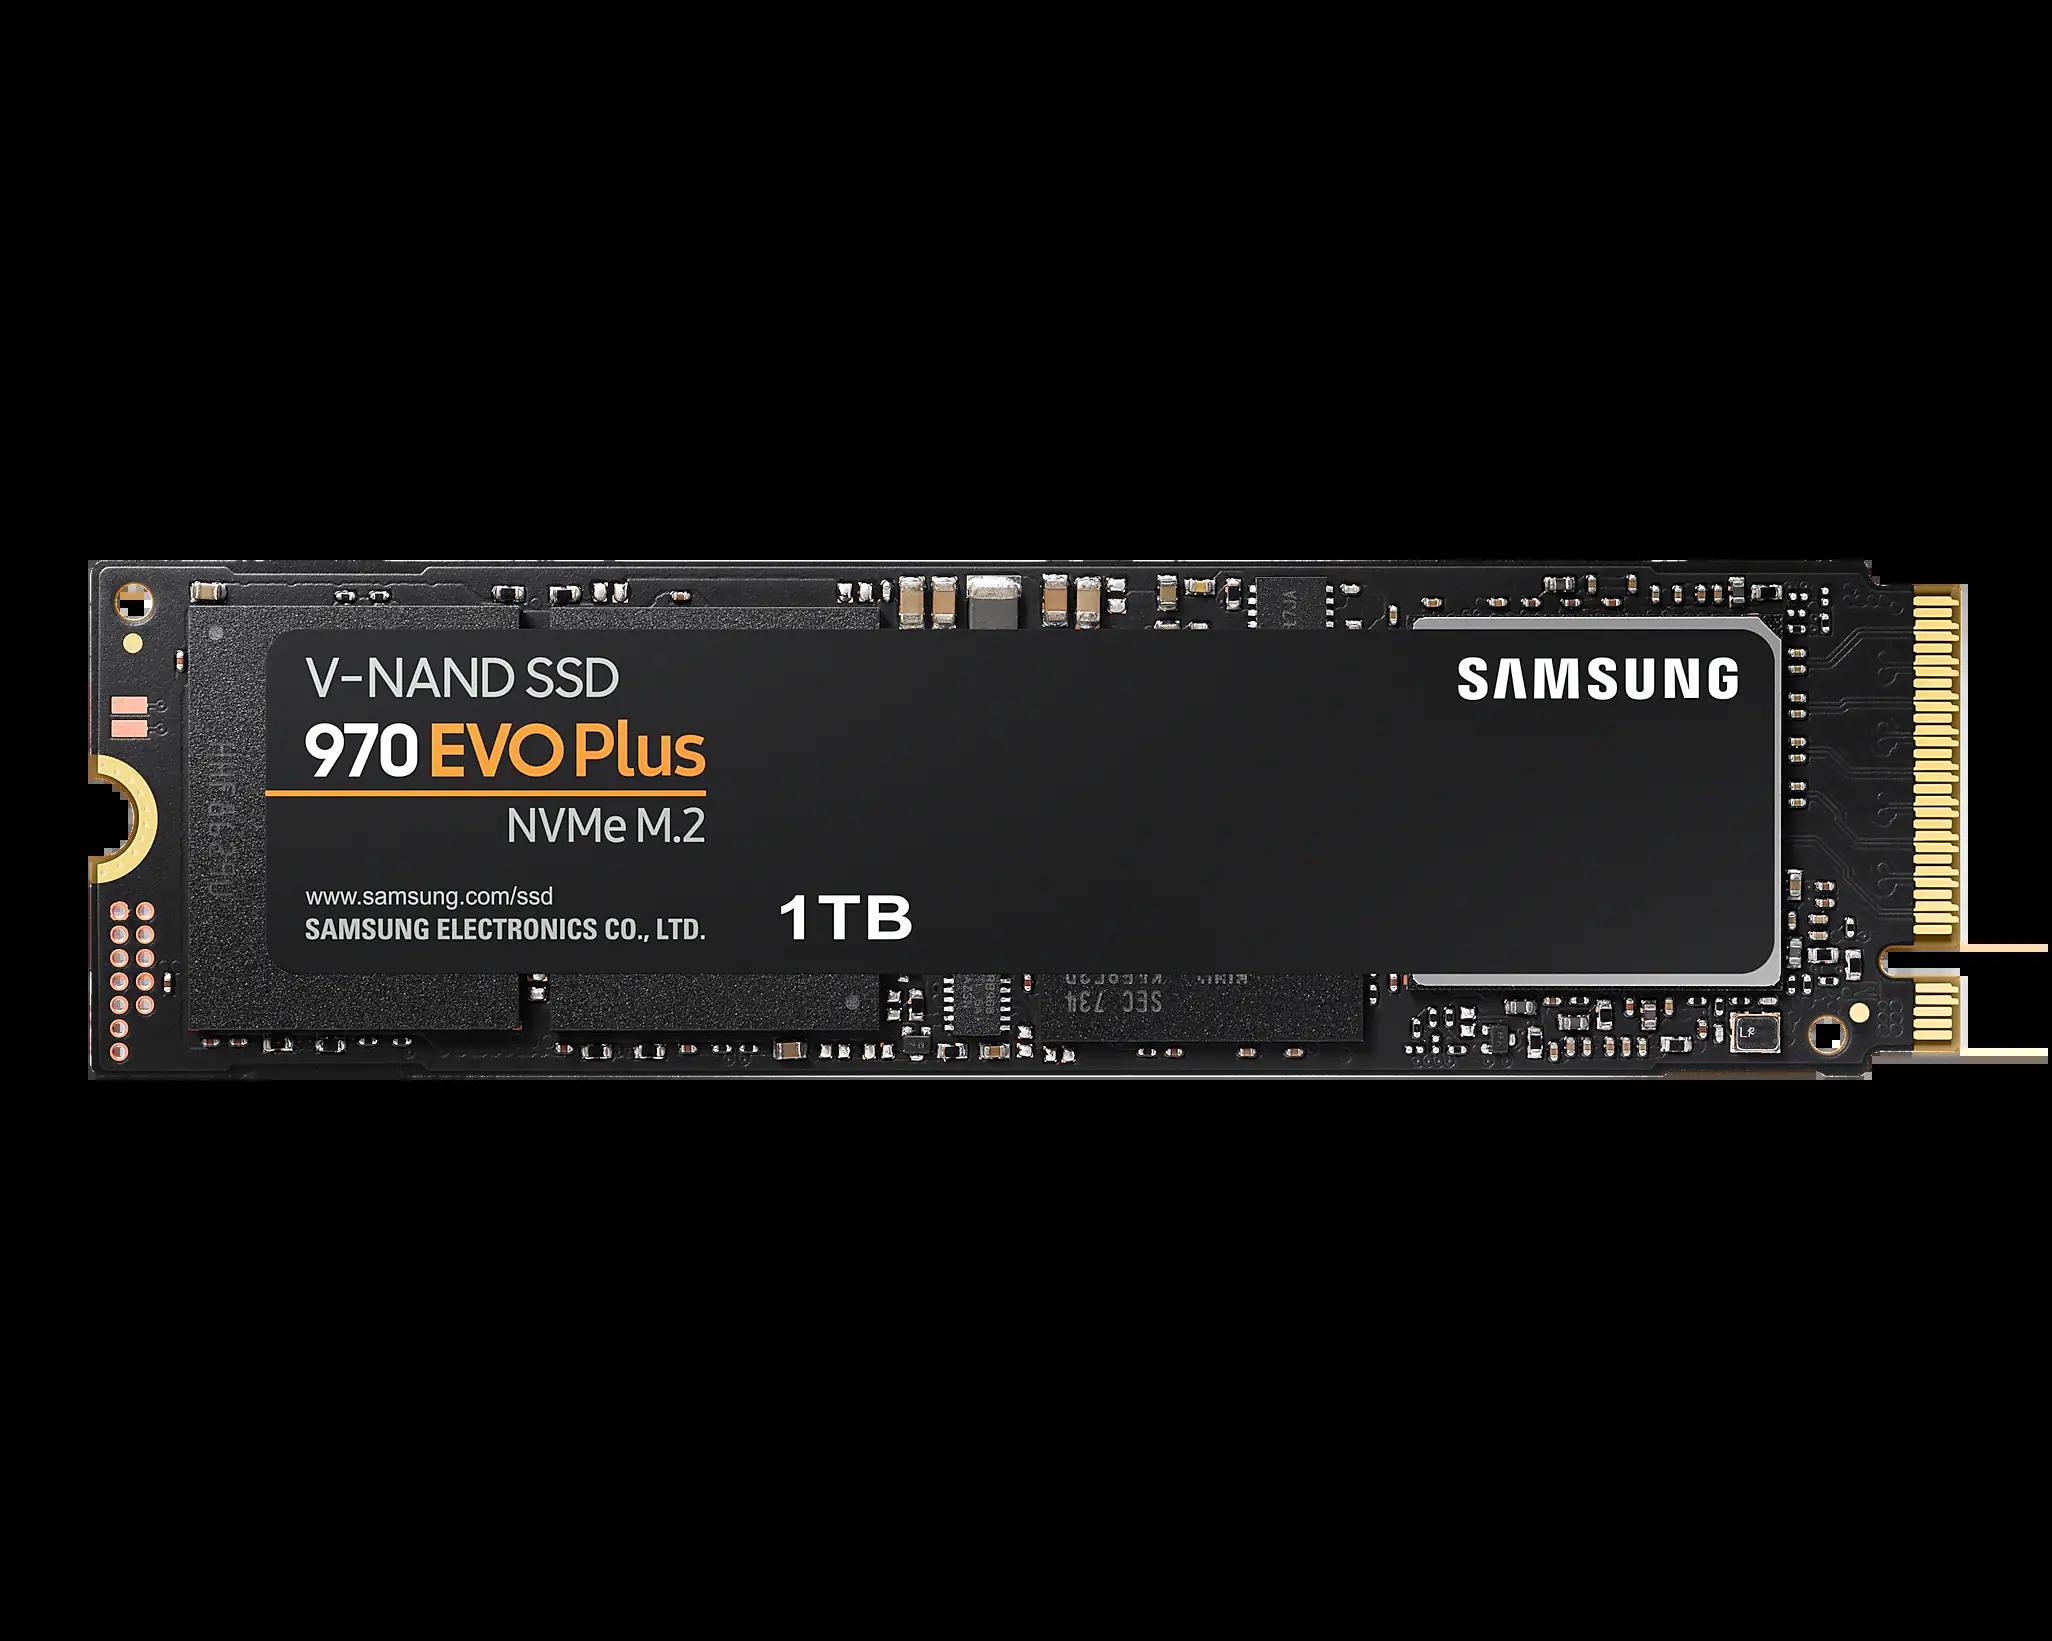 V-NAND SSD
SAMSUNG
970 EVO Plus
NVMe M.2
www.samsung.com/ssd
SAMSUNG ELECTRONICS CO., LTD.
1TB
SEC 734